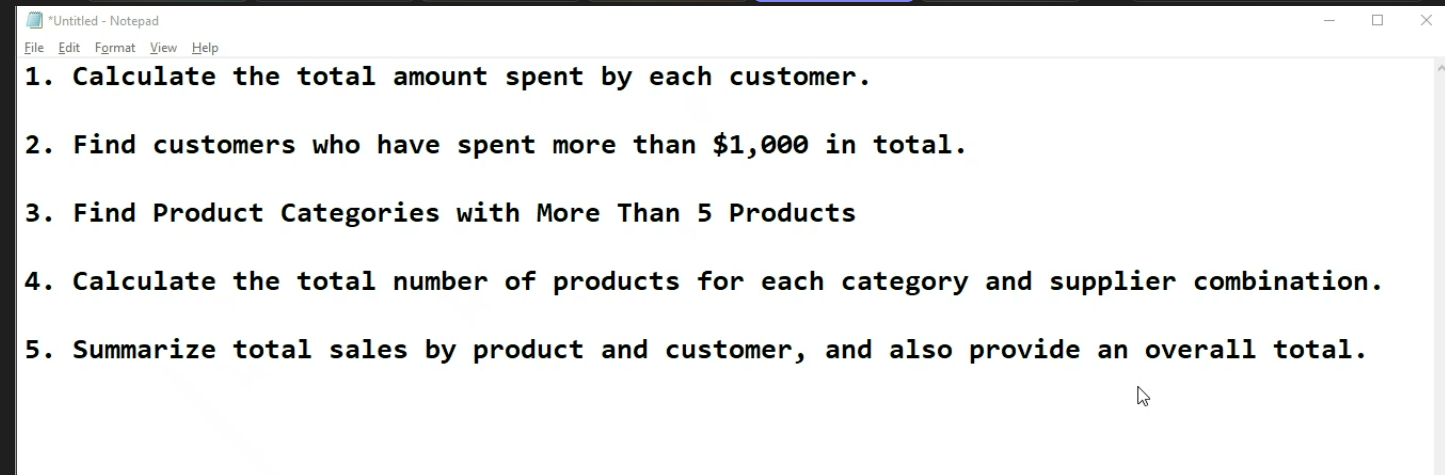 *Untitled - Notepad
File Edit Format View Help
1. Calculate the total amount spent by each customer.
2. Find customers who have spent more than $1,000 in total.
3. Find Product Categories with More Than 5 Products
4. Calculate the total number of products for each category and supplier combination.
5. Summarize total sales by product and customer, and also provide an overall total.